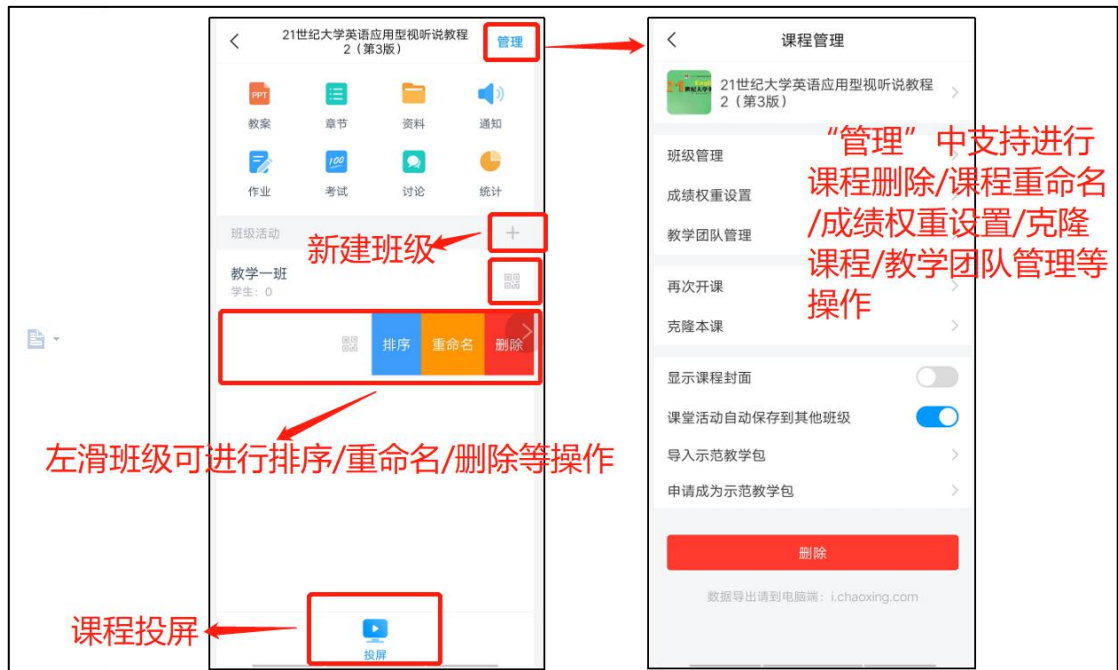 21世纪大学英语应用型视听说教程
2（第3版）
管理
PPT
教案
章节
资料
通知
作业
100
考试
讨论
统计
班级活动
新建班级
教学一班
学生：0
排序
重命名
删除
左滑班级可进行排序/重命名/删除等操作
课程投屏
投屏
课程管理
21世纪大学英语应用型视听说教程
2（第3版）
“管理”中支持进行
课程删除/课程重命名
/成绩权重设置/克隆
课程/教学团队管理等
操作
班级管理
成绩权重设置
教学团队管理
再次开课
克隆本课
显示课程封面
课堂活动自动保存到其他班级
导入示范教学包
申请成为示范教学包
删除
数据导出请到电脑端：i.chaoxing.com